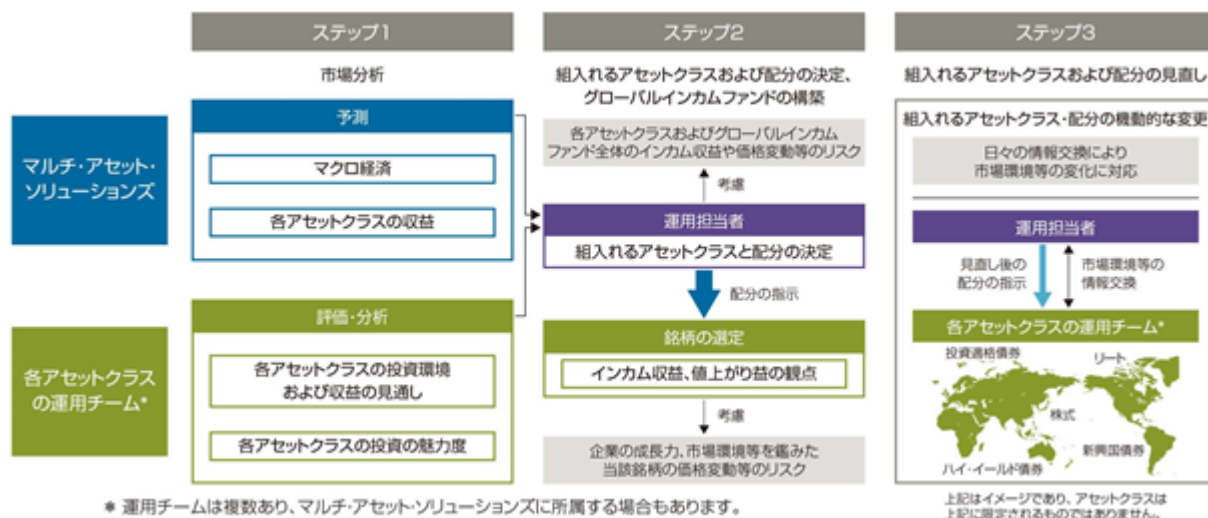 ステップ1
ステップ2
ステップ3
市場分析
組入れるアセットクラスおよび配分の決定、
グローバルインカムファンドの構築
組入れるアセットクラスおよび配分の見直し
マルチ・アセット・
ソリューションズ
予測
マクロ経済
各アセットクラスの収益
各アセットクラス
の運用チーム*
評価・分析
各アセットクラスの投資環境
および収益の見通し
各アセットクラスの投資の魅力度
各アセットクラスおよびグローバルインカム
ファンド全体のインカム収益や価格変動等のリスク
考慮
運用担当者
組入れるアセットクラスと配分の決定
配分の指示
銘柄の選定
インカム収益、値上がり益の観点
考慮
企業の成長力、市場環境等を鑑みた
当該銘柄の価格変動等のリスク
組入れるアセットクラス・配分の機動的な変更
日々の情報交換により
市場環境等の変化に対応
運用担当者
見直し後の
配分の指示
市場環境等の
情報交換
各アセットクラスの運用チーム*
投資適格債券
リート
株式
新興国債券
ハイ・イールド債券
* 運用チームは複数あり、マルチ・アセット・ソリューションズに所属する場合もあります。
上記はイメージであり、アセットクラスは
上記に限定されるものではありません。